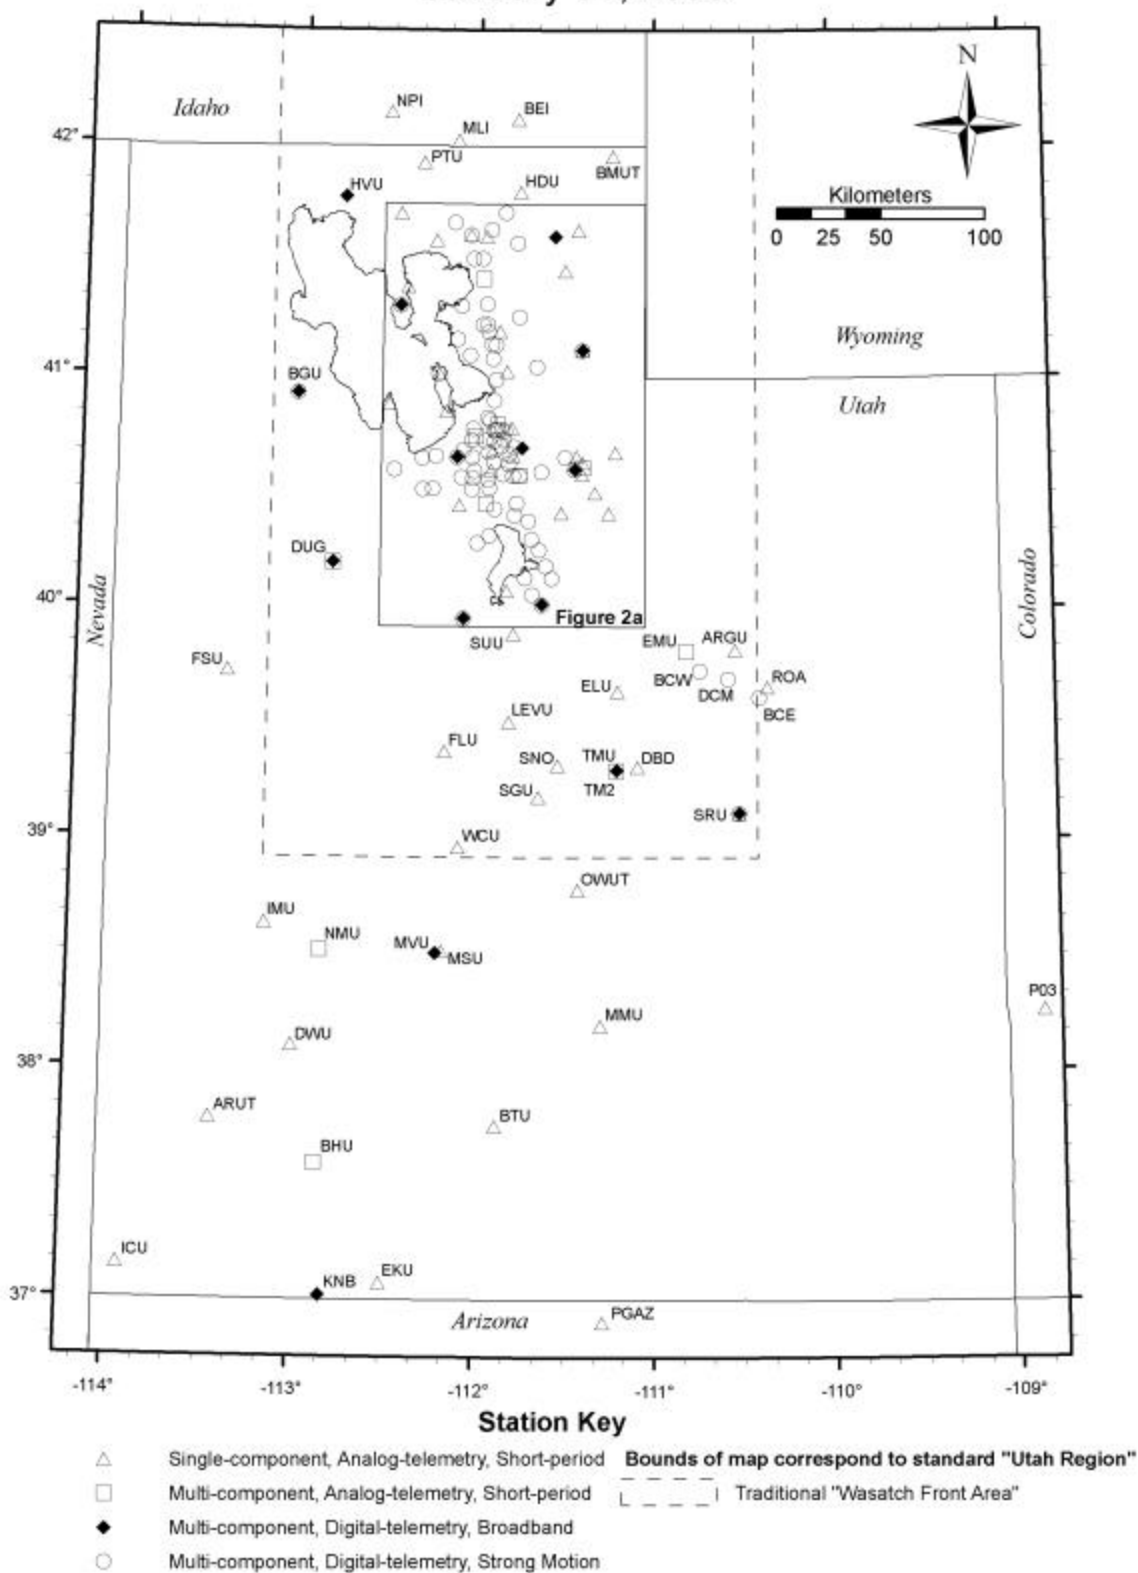 N
Idaho
NPI
BEI
MLI
42°
PTU
BMUT
HVU
HDU
Kilometers
0 25 50 100
Wyoming
41°
BGU
Utah
DUG
Nevada
Colorado
40°
Figure 2a
SUU
EMU ARGU
FSU
BCW
ROA
ELU
DCM
BCE
LEVU
FLU
SNO TMU DBD
SGU TM2
SRU
39°
WCU
OWUT
IMU
NMU
MVU
MSU
P03
MMU
DWU
38°
ARUT
BTU
BHU
ICU
KNB EKU
37°
Arizona
PGAZ
-114° -113° -112° -111° -110° -109°
Station Key
Single-component, Analog-telemetry, Short-period Bounds of map correspond to standard "Utah Region"
Multi-component, Analog-telemetry, Short-period Traditional "Wasatch Front Area"
Multi-component, Digital-telemetry, Broadband
Multi-component, Digital-telemetry, Strong Motion